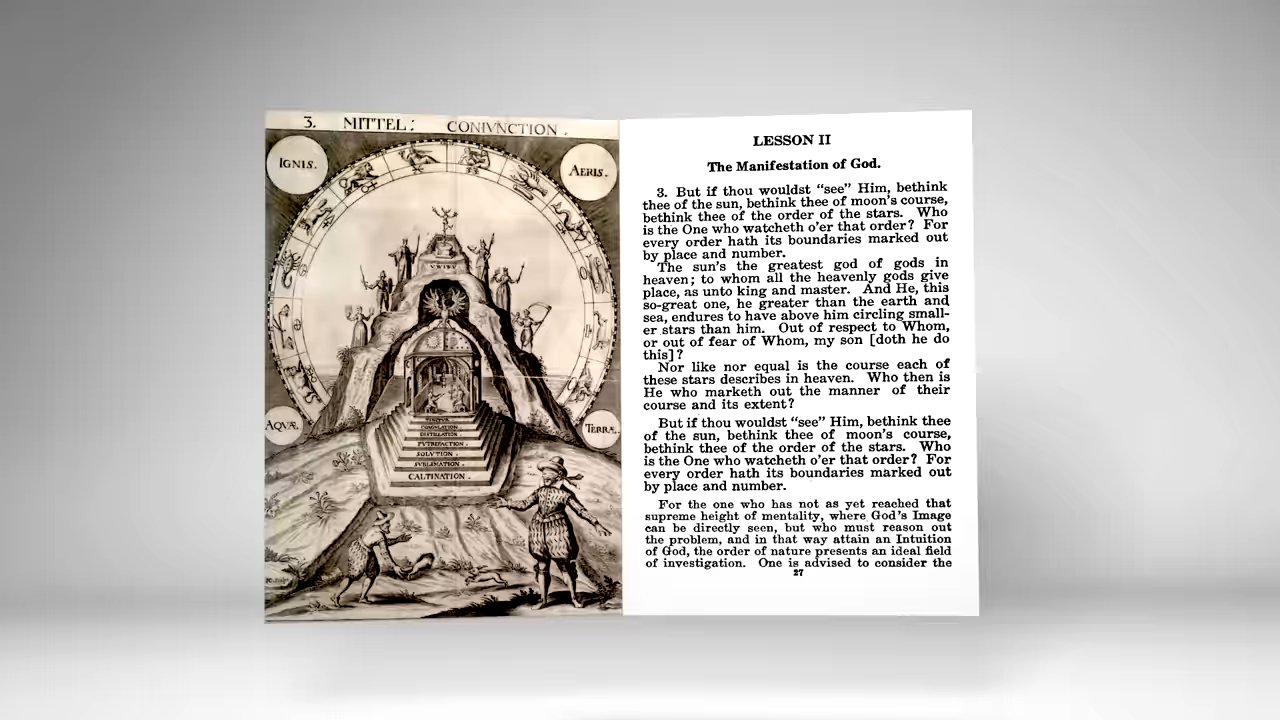 3. MITTEL: CONIVNCTION.
IGNIS.
AERIS.
AQVÆ.
TERRÆ.
TINCTVR.
COAGVLATION.
DISTILLATION.
PVTREFACTION.
SOLVTION.
SVBLIMATION.
CALTINATION.
LESSON II
The Manifestation of God.
3. But if thou wouldst “see” Him, bethink
thee of the sun, bethink thee of moon’s course,
bethink thee of the order of the stars. Who
is the One who watcheth o’er that order? For
every order hath its boundaries marked out
by place and number.
The sun’s the greatest god of gods in
heaven; to whom all the heavenly gods give
place, as unto king and master. And He, this
so-great one, he greater than the earth and
sea, endures to have above him circling small-
er stars than him. Out of respect to Whom,
or out of fear of Whom, my son [doth he do
this]?
Nor like nor equal is the course each of
these stars describes in heaven. Who then is
He who marketh out the manner of their
course and its extent?
But if thou wouldst “see” Him, bethink thee
of the sun, bethink thee of moon’s course,
bethink thee of the order of the stars. Who
is the One who watcheth o’er that order? For
every order hath its boundaries marked out
by place and number.
For the one who has not as yet reached that
supreme height of mentality, where God’s Image
can be directly seen, but who must reason out
the problem, and in that way attain an Intuition
of God, the order of nature presents an ideal field
of investigation. One is advised to consider the
27